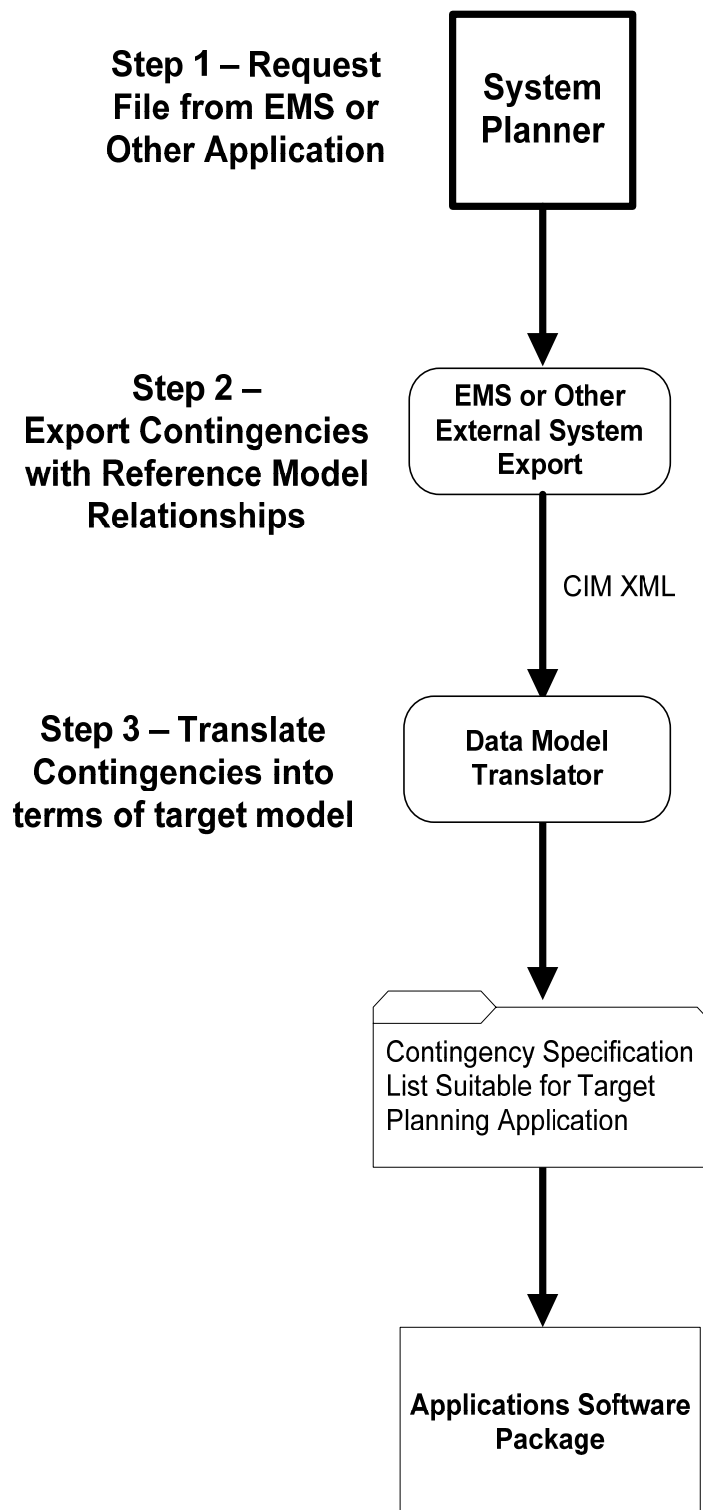 Step 1 – Request
File from EMS or
Other Application
System
Planner
Step 2 –
Export Contingencies
with Reference Model
Relationships
EMS or Other
External System
Export
CIM XML
Step 3 – Translate
Contingencies into
terms of target model
Data Model
Translator
Contingency Specification
List Suitable for Target
Planning Application
Applications Software
Package